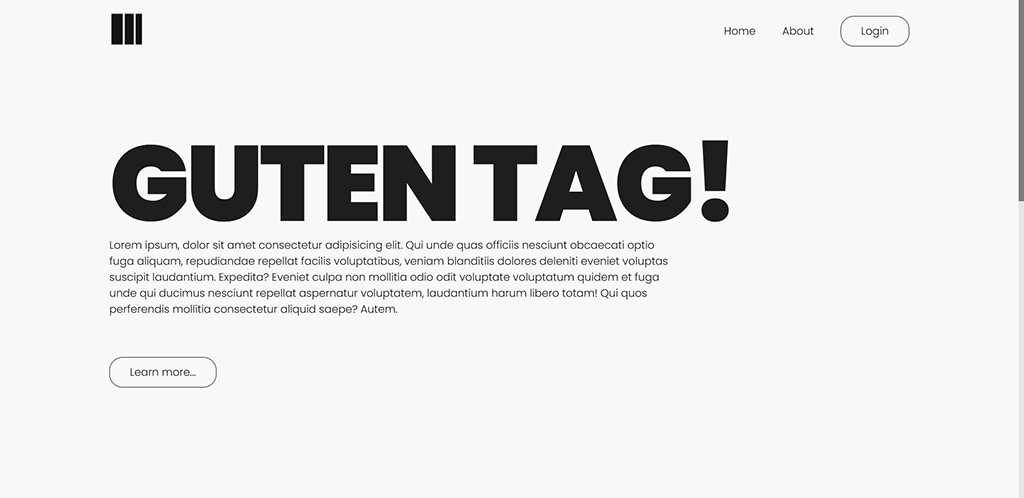 Home
About
Login
GUTEN TAG!
Lorem ipsum, dolor sit amet consectetur adipisicing elit. Qui unde quas officiis nesciunt obcaecati optio
fuga aliquam, repudiandae repellat facilis voluptatibus, veniam blanditiis dolores deleniti eveniet voluptas
suscipit laudantium. Expedita? Eveniet culpa non mollitia odio odit voluptate voluptatum quidem et fuga
unde qui ducimus nesciunt repellat aspernatur voluptatem, laudantium harum libero totam! Qui quos
perferendis mollitia consectetur aliquid saepe? Autem.
Learn more...